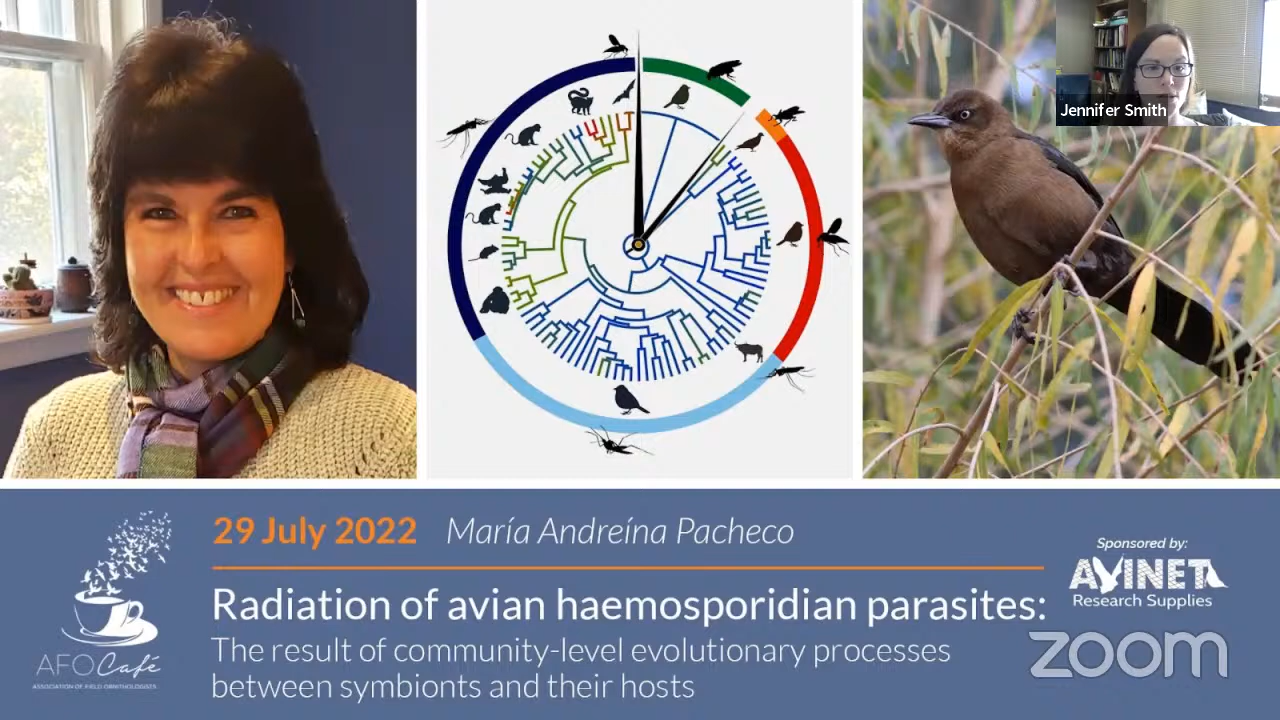 Jennifer Smith
29 July 2022 María Andreína Pacheco
Sponsored by:
AVINET
Research Supplies
Radiation of avian haemosporidian parasites:
The result of community-level evolutionary processes
between symbionts and their hosts
AFO Café
ASSOCIATION OF FIELD ORNITHOLOGISTS
zoom